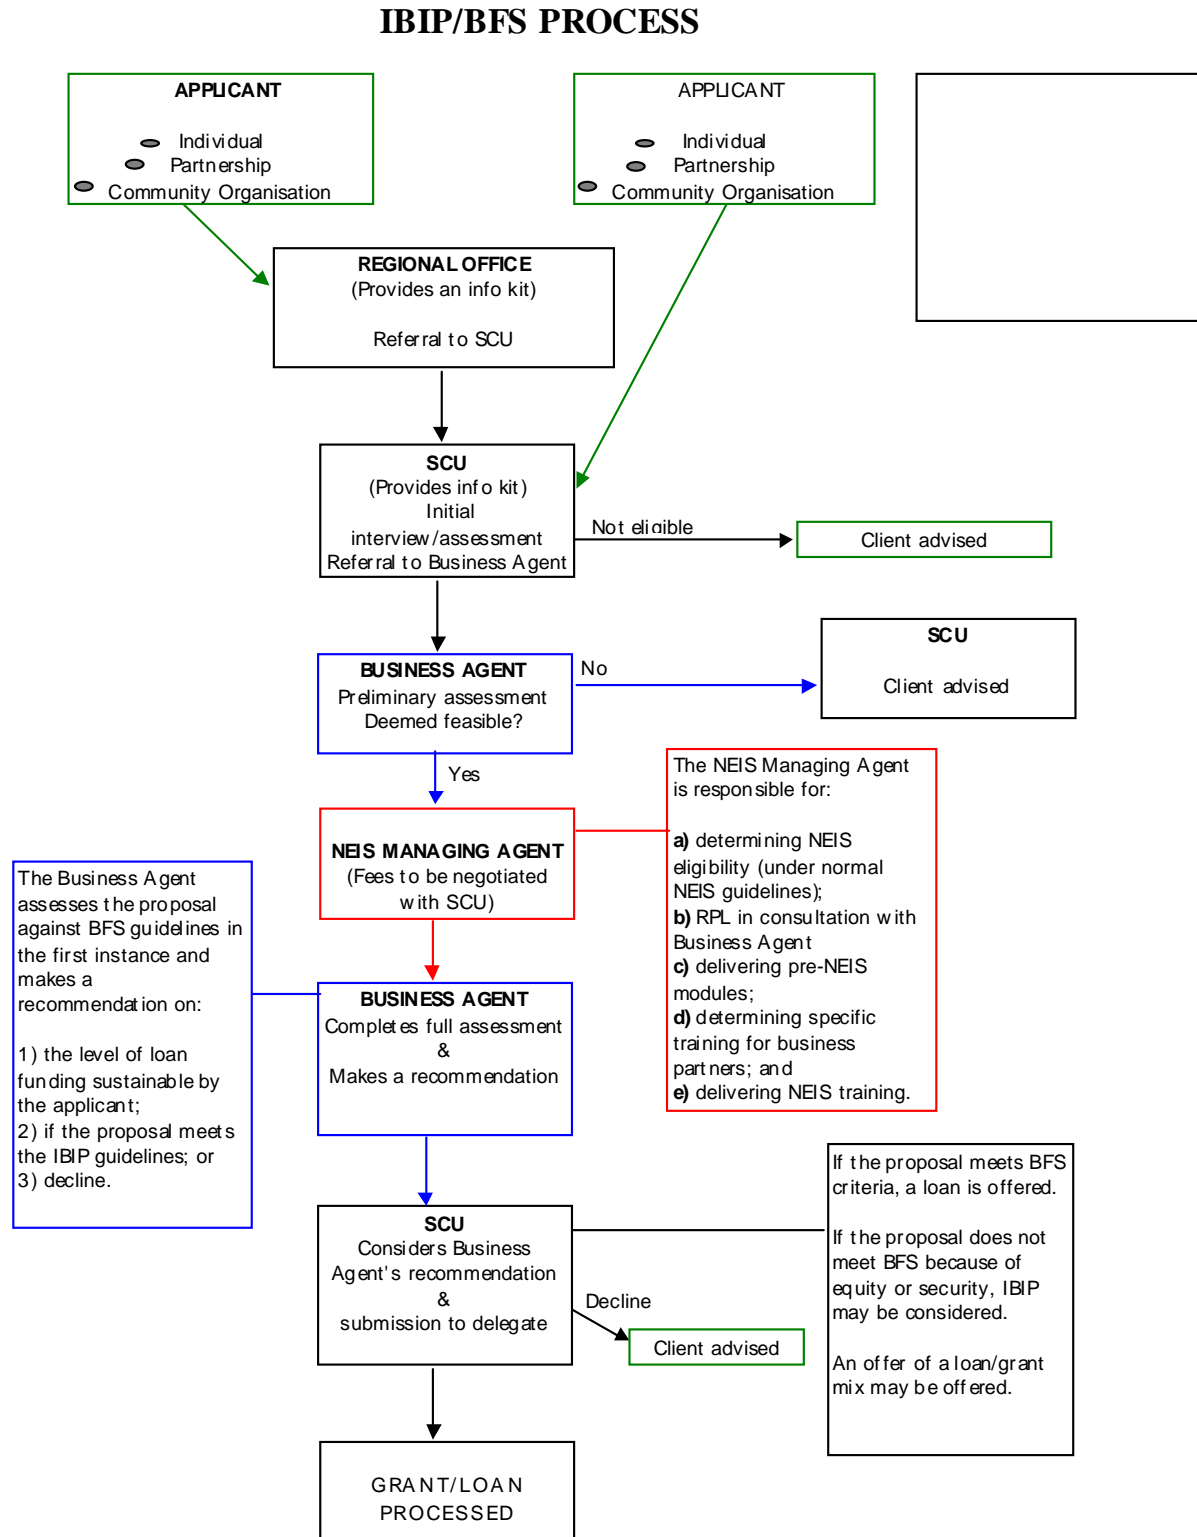 IBIP/BFS PROCESS
APPLICANT
Individual
Partnership
Community Organisation
APPLICANT
Individual
Partnership
Community Organisation
REGIONAL OFFICE
(Provides an info kit)
Referral to SCU
SCU
(Provides info kit)
Initial
interview/assessment
Referral to Business Agent
Not eligible
Client advised
BUSINESS AGENT
Preliminary assessment
Deemed feasible?
No
SCU
Client advised
Yes
NEIS MANAGING AGENT
(Fees to be negotiated
with SCU)
The NEIS Managing Agent
is responsible for:
a) determining NEIS
eligibility (under normal
NEIS guidelines);
b) RPL in consultation with
Business Agent
c) delivering pre-NEIS
modules;
d) determining specific
training for business
partners; and
e) delivering NEIS training.
The Business Agent
assesses the proposal
against BFS guidelines in
the first instance and
makes a
recommendation on:
1) the level of loan
funding sustainable by
the applicant;
2) if the proposal meets
the IBIP guidelines; or
3) decline.
BUSINESS AGENT
Completes full assessment
&
Makes a recommendation
SCU
Considers Business
Agent's recommendation
&
submission to delegate
Decline
Client advised
If the proposal meets BFS
criteria, a loan is offered.
If the proposal does not
meet BFS because of
equity or security, IBIP
may be considered.
An offer of a loan/grant
mix may be offered.
GRANT/LOAN
PROCESSED